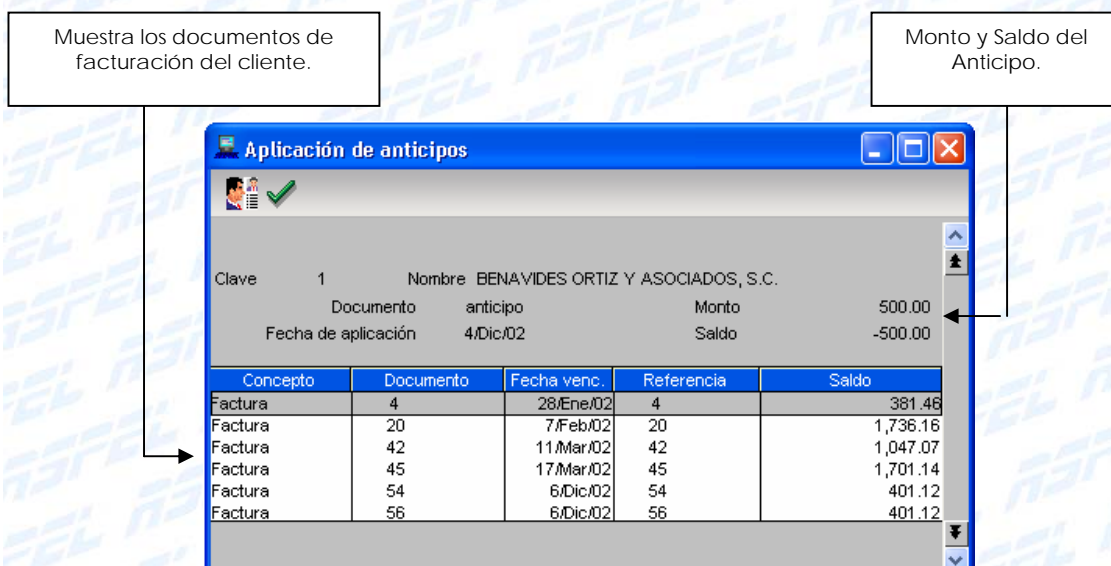 Muestra los documentos de
facturación del cliente.
Monto y Saldo del
Anticipo.
Aplicación de anticipos
Clave 1 Nombre BENAVIDES ORTIZ Y ASOCIADOS, S.C.
Documento anticipo Monto 500.00
Fecha de aplicación 4/Dic/02 Saldo -500.00
Concepto Documento Fecha venc. Referencia Saldo
Factura 4 28/Ene/02 4 381.46
Factura 20 7/Feb/02 20 1,736.16
Factura 42 11/Mar/02 42 1,047.07
Factura 45 17/Mar/02 45 1,701.14
Factura 54 6/Dic/02 54 401.12
Factura 56 6/Dic/02 56 401.12